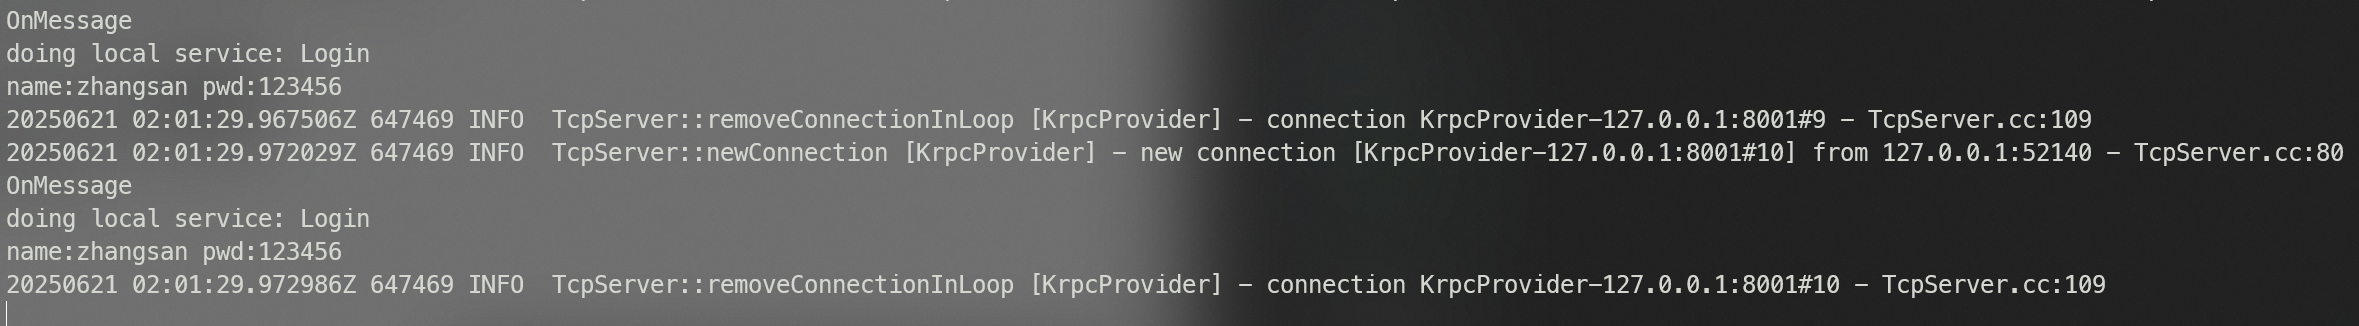 OnMessage
doing local service: Login
name:zhangsan pwd:123456
20250621 02:01:29.967506Z 647469 INFO  TcpServer::removeConnectionInLoop [KrpcProvider] - connection KrpcProvider-127.0.0.1:8001#9 - TcpServer.cc:109
20250621 02:01:29.972029Z 647469 INFO  TcpServer::newConnection [KrpcProvider] - new connection [KrpcProvider-127.0.0.1:8001#10] from 127.0.0.1:52140 - TcpServer.cc:80
OnMessage
doing local service: Login
name:zhangsan pwd:123456
20250621 02:01:29.972986Z 647469 INFO  TcpServer::removeConnectionInLoop [KrpcProvider] - connection KrpcProvider-127.0.0.1:8001#10 - TcpServer.cc:109